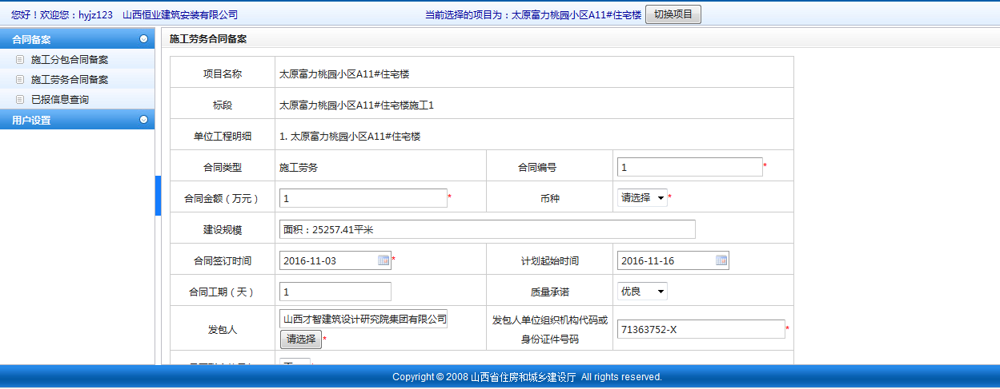 您好！欢迎您：hyjz123 山西恒业建筑安装有限公司 当前选择的项目为：太原富力桃园小区A11#住宅楼 切换项目
合同备案
施工分包合同备案
施工劳务合同备案
已报信息查询
用户设置
施工劳务合同备案
项目名称 太原富力桃园小区A11#住宅楼
标段 太原富力桃园小区A11#住宅楼施工1
单位工程明细 1. 太原富力桃园小区A11#住宅楼
合同类型 施工劳务 合同编号 1 *
合同金额（万元） 1 * 币种 请选择 *
建设规模 面积：25257.41平米
合同签订时间 2016-11-03 * 计划起始时间 2016-11-16
合同工期（天） 1 质量承诺 优良
发包人 山西才智建筑设计研究院集团有限公司 请选择 * 发包人单位组织机构代码或
身份证件号码 71363752-X *
Copyright © 2008 山西省住房和城乡建设厅 All rights reserved.